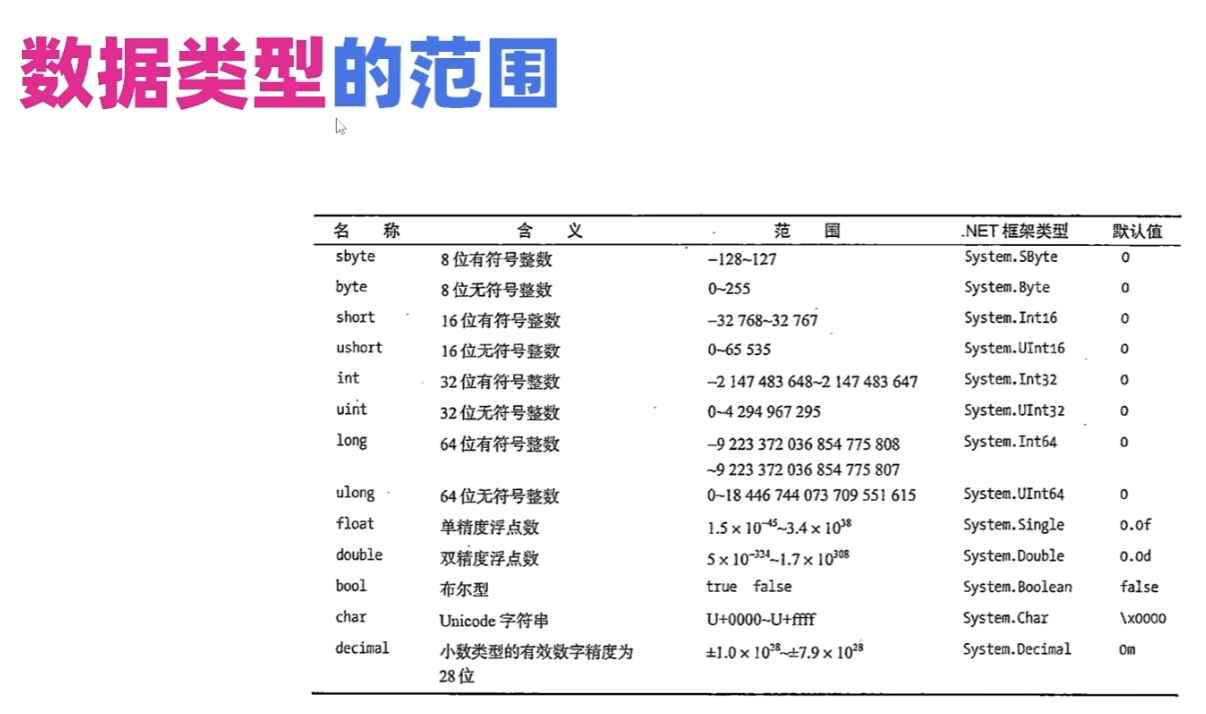 数据类型的范围
名 称 含 义 范 围 .NET 框架类型 默认值
sbyte 8 位有符号整数 −128~127 System.SByte 0
byte 8 位无符号整数 0~255 System.Byte 0
short 16 位有符号整数 −32 768~32 767 System.Int16 0
ushort 16 位无符号整数 0~65 535 System.UInt16 0
int 32 位有符号整数 −2 147 483 648~2 147 483 647 System.Int32 0
uint 32 位无符号整数 0~4 294 967 295 System.UInt32 0
long 64 位有符号整数 −9 223 372 036 854 775 808 System.Int64 0
~9 223 372 036 854 775 807
ulong 64 位无符号整数 0~18 446 744 073 709 551 615 System.UInt64 0
float 单精度浮点数 1.5 × 10⁻⁴⁵~3.4 × 10³⁸ System.Single 0.0f
double 双精度浮点数 5 × 10⁻³²⁴~1.7 × 10³⁰⁸ System.Double 0.0d
bool 布尔型 true false System.Boolean false
char Unicode 字符串 U+0000~U+ffff System.Char \x0000
decimal 小数类型的有效数字精度为 ±1.0 × 10²⁸~±7.9 × 10²⁸ System.Decimal 0m
28 位